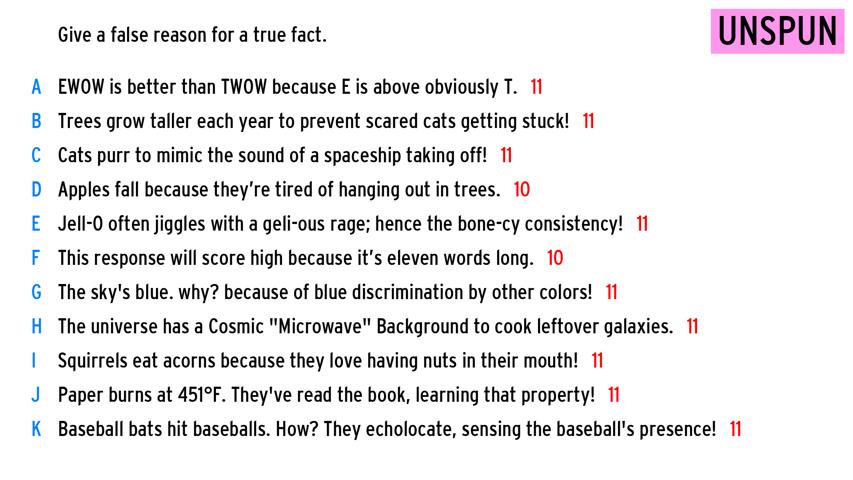 Give a false reason for a true fact.
UNSPUN
A EWOW is better than TWOW because E is above obviously T. 11
B Trees grow taller each year to prevent scared cats getting stuck! 11
C Cats purr to mimic the sound of a spaceship taking off! 11
D Apples fall because they're tired of hanging out in trees. 10
E Jell-O often jiggles with a geli-ous rage; hence the bone-cy consistency! 11
F This response will score high because it's eleven words long. 10
G The sky's blue. why? because of blue discrimination by other colors! 11
H The universe has a Cosmic "Microwave" Background to cook leftover galaxies. 11
I Squirrels eat acorns because they love having nuts in their mouth! 11
J Paper burns at 451°F. They've read the book, learning that property! 11
K Baseball bats hit baseballs. How? They echolocate, sensing the baseball's presence! 11